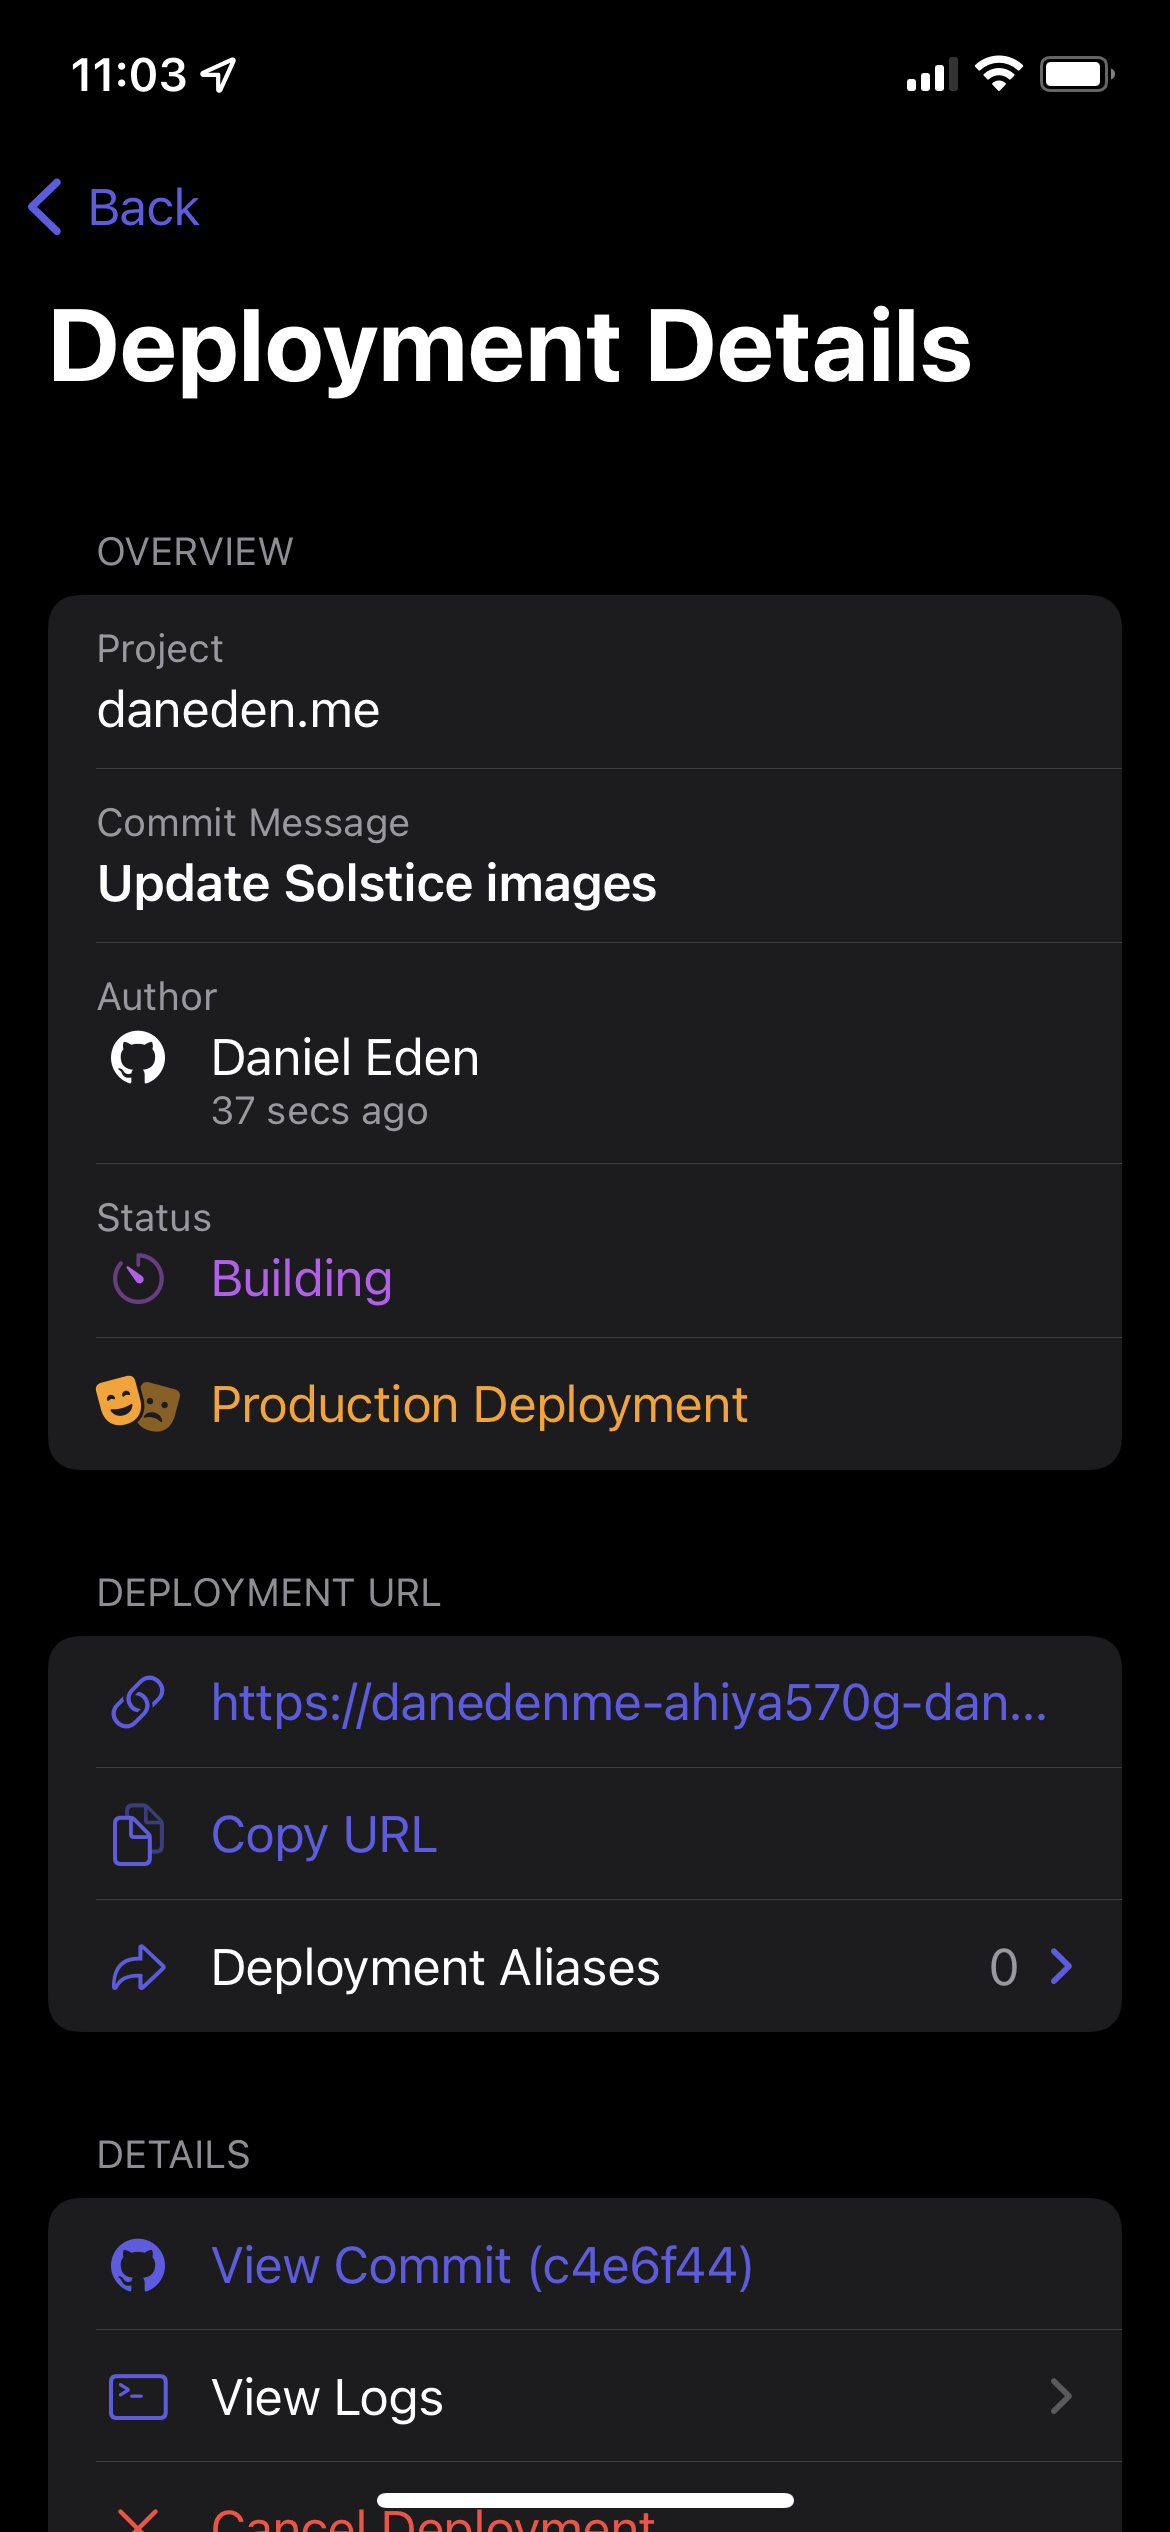 11:03
Back
Deployment Details
OVERVIEW
Project
daneden.me
Commit Message
Update Solstice images
Author
Daniel Eden
37 secs ago
Status
Building
Production Deployment
DEPLOYMENT URL
https://danedenme-ahiya570g-dan...
Copy URL
Deployment Aliases 0
DETAILS
View Commit (c4e6f44)
View Logs
Cancel Deployment